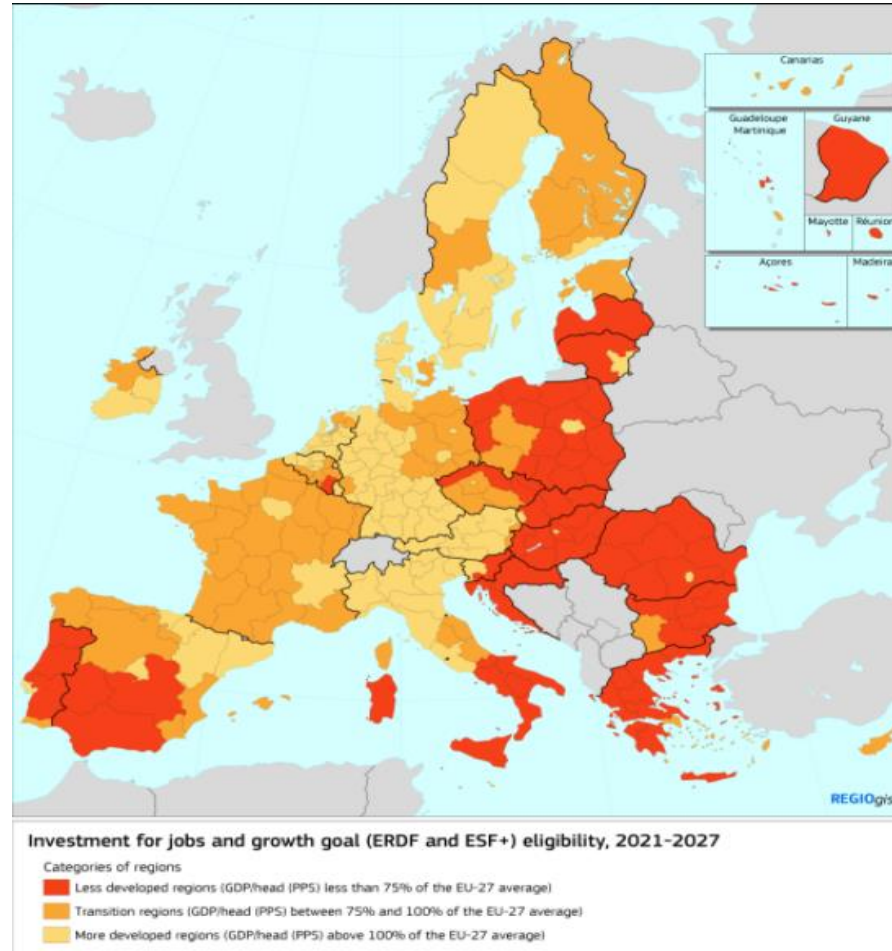 Canarias
Guadeloupe
Martinique
Guyane
Mayotte
Réunion
Açores
Madeira
REGIOgis
Investment for jobs and growth goal (ERDF and ESF+) eligibility, 2021-2027
Categories of regions
Less developed regions (GDP/head (PPS) less than 75% of the EU-27 average)
Transition regions (GDP/head (PPS) between 75% and 100% of the EU-27 average)
More developed regions (GDP/head (PPS) above 100% of the EU-27 average)